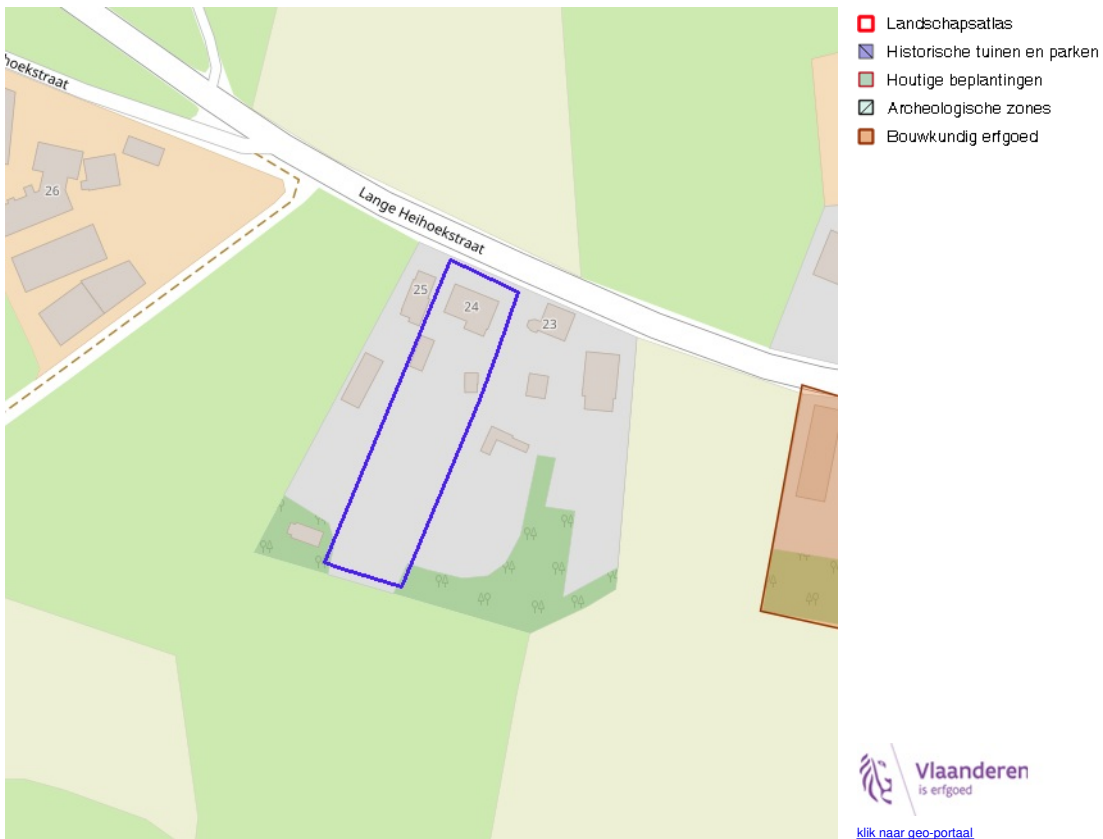 hoekstraat
Lange Heihoekstraat
26
25
24
23
Landschapsatlas
Historische tuinen en parken
Houtige beplantingen
Archeologische zones
Bouwkundig erfgoed
Vlaanderen
is erfgoed
klik naar geo-portaal